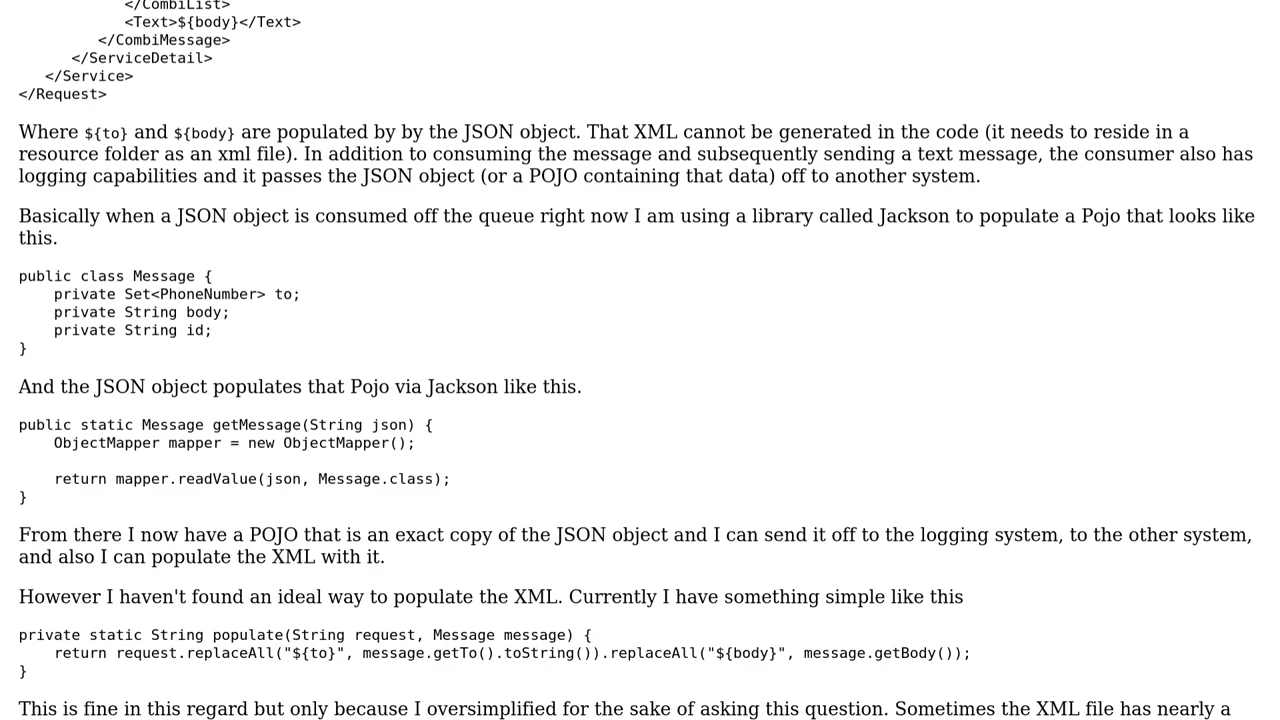 </CombiList>
<Text>${body}</Text>
</CombiMessage>
</ServiceDetail>
</Service>
</Request>
Where ${to} and ${body} are populated by by the JSON object. That XML cannot be generated in the code (it needs to reside in a
resource folder as an xml file). In addition to consuming the message and subsequently sending a text message, the consumer also has
logging capabilities and it passes the JSON object (or a POJO containing that data) off to another system.
Basically when a JSON object is consumed off the queue right now I am using a library called Jackson to populate a Pojo that looks like
this.
public class Message {
    private Set<PhoneNumber> to;
    private String body;
    private String id;
}
And the JSON object populates that Pojo via Jackson like this.
public static Message getMessage(String json) {
    ObjectMapper mapper = new ObjectMapper();
    return mapper.readValue(json, Message.class);
}
From there I now have a POJO that is an exact copy of the JSON object and I can send it off to the logging system, to the other system,
and also I can populate the XML with it.
However I haven't found an ideal way to populate the XML. Currently I have something simple like this
private static String populate(String request, Message message) {
    return request.replaceAll("${to}", message.getTo().toString()).replaceAll("${body}", message.getBody());
}
This is fine in this regard but only because I oversimplified for the sake of asking this question. Sometimes the XML file has nearly a